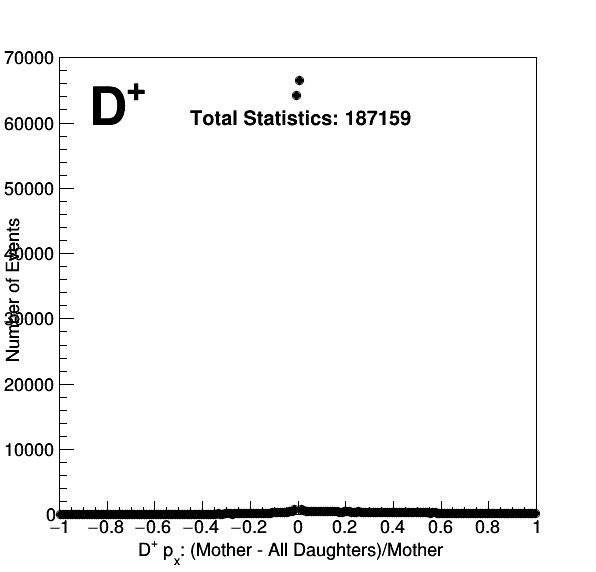 70000
D+
Total Statistics: 187159
60000
50000
40000
30000
20000
10000
0
Number of Events
−1 −0.8 −0.6 −0.4 −0.2 0 0.2 0.4 0.6 0.8 1
D+ px: (Mother - All Daughters)/Mother